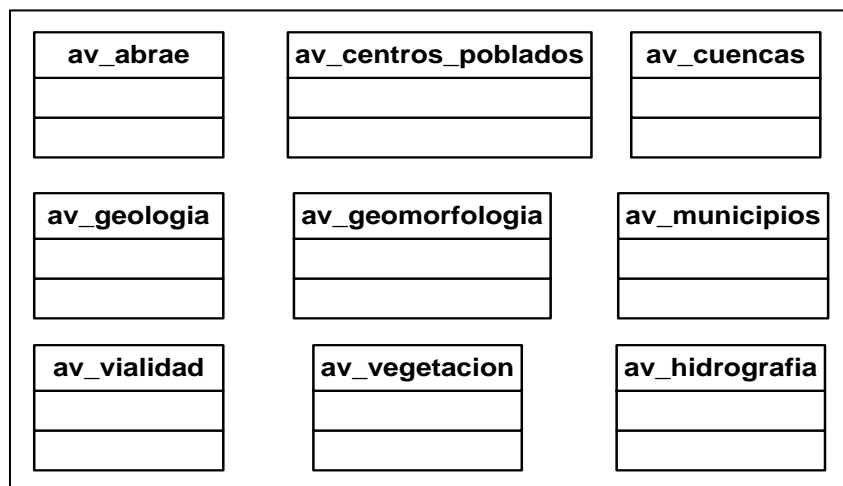 av_abrae
av_centros_poblados
av_cuencas
av_geologia
av_geomorfologia
av_municipios
av_vialidad
av_vegetacion
av_hidrografia